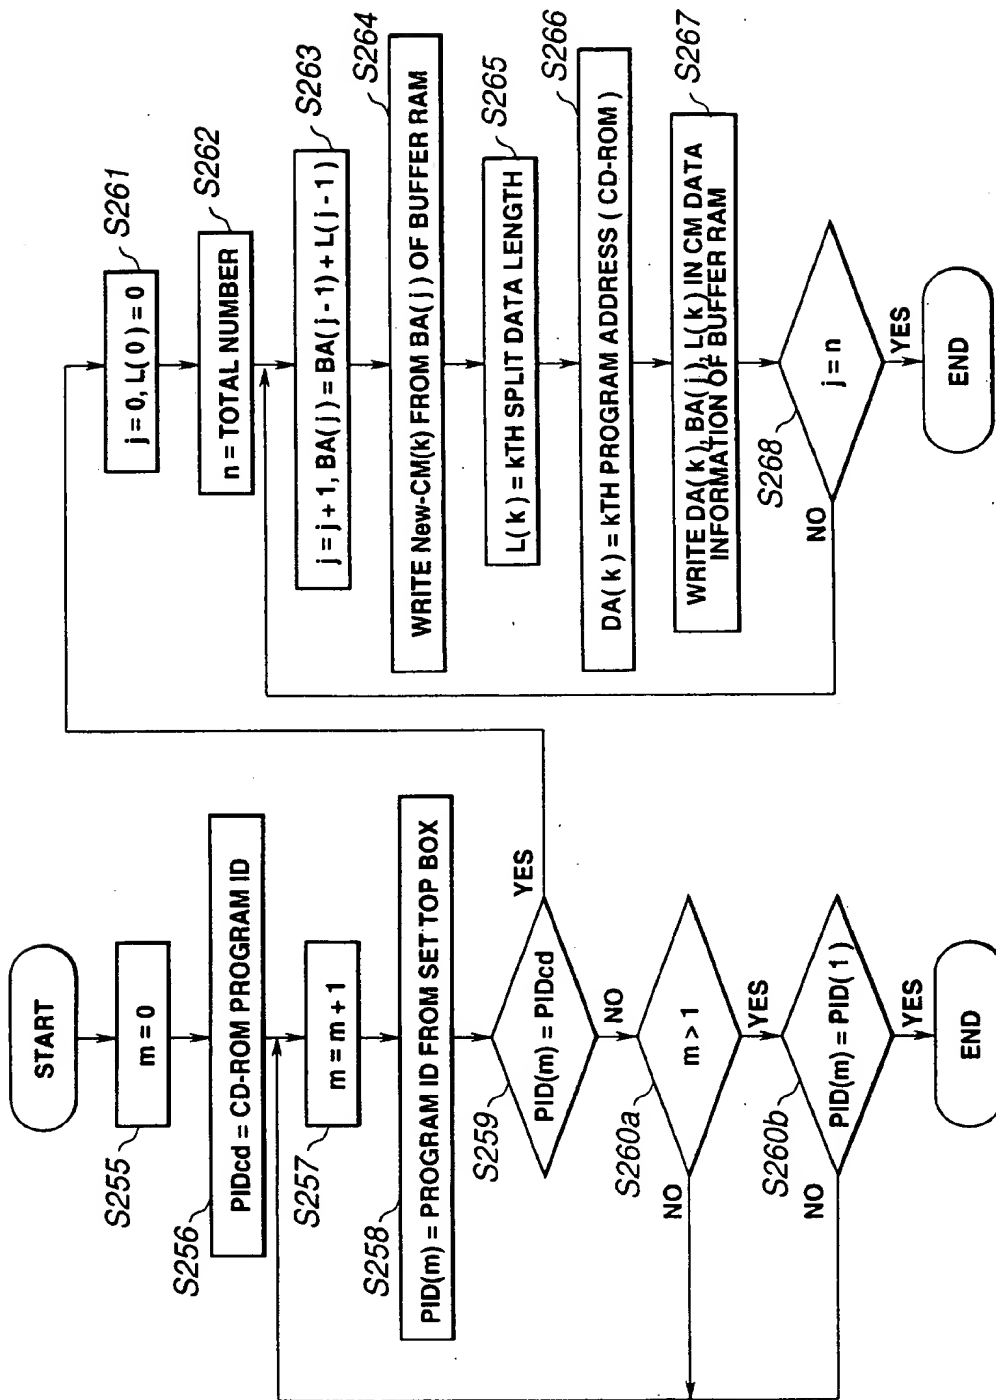 START
S255
m = 0
S256
PIDcd = CD-ROM PROGRAM ID
S257
m = m + 1
S258
PID(m) = PROGRAM ID FROM SET TOP BOX
S259
PID(m) = PIDcd
YES
NO
S260a
m > 1
NO
YES
S260b
PID(m) = PID( 1 )
NO
YES
END
S261
j = 0, L( 0 ) = 0
S262
n = TOTAL NUMBER
S263
j = j + 1, BA( j ) = BA( j - 1 ) + L( j - 1 )
S264
WRITE New-CM(k) FROM BA( j ) OF BUFFER RAM
S265
L( k ) = kTH SPLIT DATA LENGTH
S266
DA( k ) = kTH PROGRAM ADDRESS ( CD-ROM )
S267
WRITE DA( k ), BA( j ), L( k ) IN CM DATA
INFORMATION OF BUFFER RAM
S268
j = n
NO
YES
END